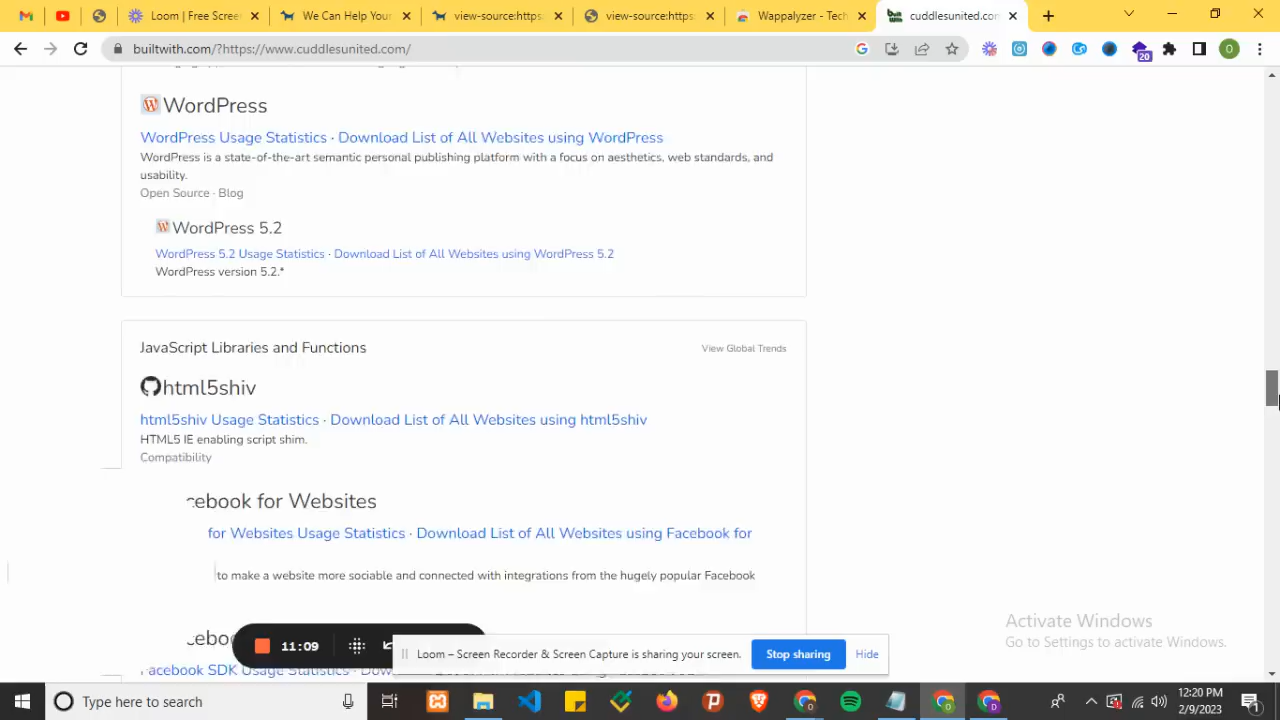 Loom | Free Screen
We Can Help Your
view-source:https:
view-source:https:
Wappalyzer - Tech
cuddlesunited.com
builtwith.com/?https://www.cuddlesunited.com/
20
O
WordPress
WordPress Usage Statistics · Download List of All Websites using WordPress
WordPress is a state-of-the-art semantic personal publishing platform with a focus on aesthetics, web standards, and
usability.
Open Source · Blog
WordPress 5.2
WordPress 5.2 Usage Statistics · Download List of All Websites using WordPress 5.2
WordPress version 5.2.*
JavaScript Libraries and Functions
View Global Trends
html5shiv
html5shiv Usage Statistics · Download List of All Websites using html5shiv
HTML5 IE enabling script shim.
Compatibility
cebook for Websites
for Websites Usage Statistics · Download List of All Websites using Facebook for
to make a website more sociable and connected with integrations from the hugely popular Facebook
Facebook SDK Usage Statistics
11:09
Loom – Screen Recorder & Screen Capture is sharing your screen.
Stop sharing
Hide
Activate Windows
Go to Settings to activate Windows.
Type here to search
12:20 PM
2/9/2023
1